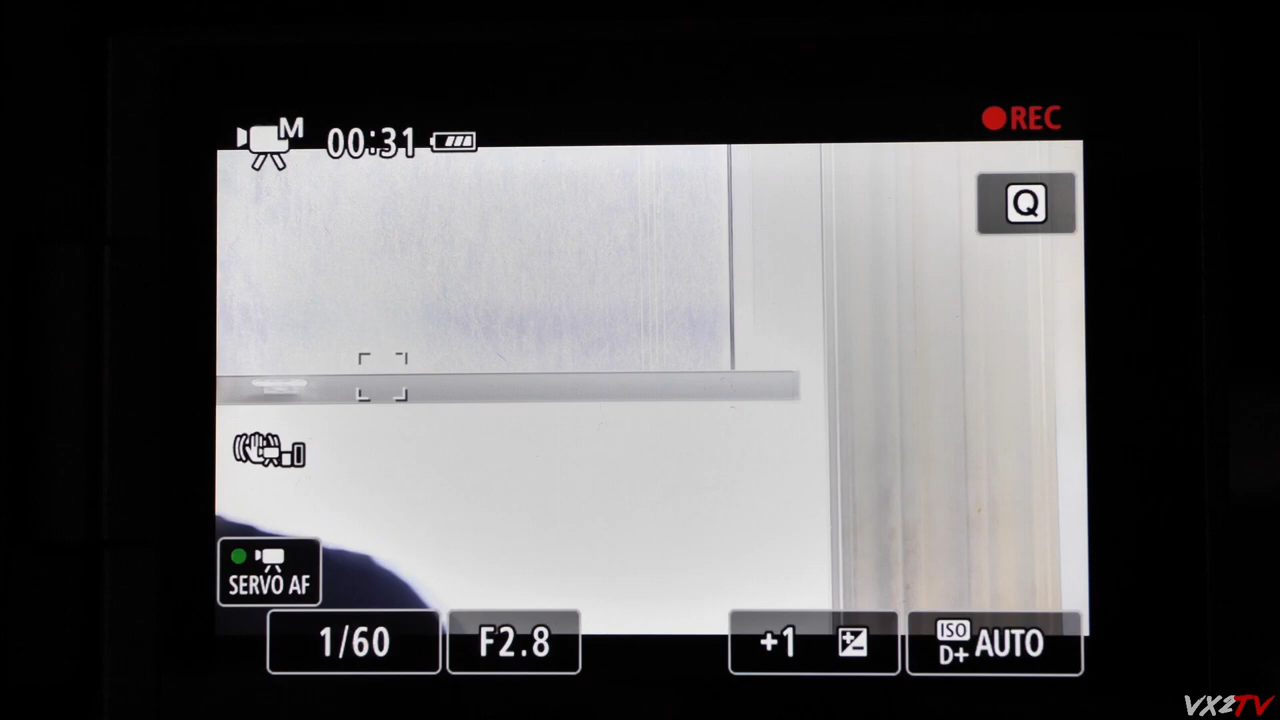 M
00:31
REC
Q
SERVO AF
1/60
F2.8
+1
ISO
D+ AUTO
VX2TV